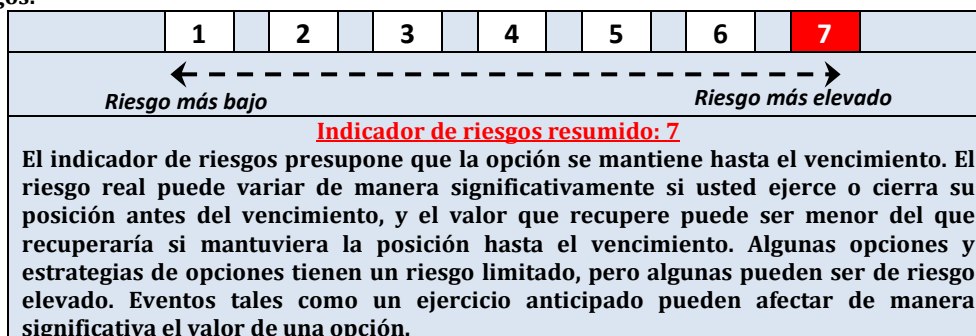 gos.
1 2 3 4 5 6 7
Riesgo más bajo Riesgo más elevado
Indicador de riesgos resumido: 7
El indicador de riesgos presupone que la opción se mantiene hasta el vencimiento. El
riesgo real puede variar de manera significativamente si usted ejerce o cierra su
posición antes del vencimiento, y el valor que recupere puede ser menor del que
recuperaría si mantuviera la posición hasta el vencimiento. Algunas opciones y
estrategias de opciones tienen un riesgo limitado, pero algunas pueden ser de riesgo
elevado. Eventos tales como un ejercicio anticipado pueden afectar de manera
significativa el valor de una opción.